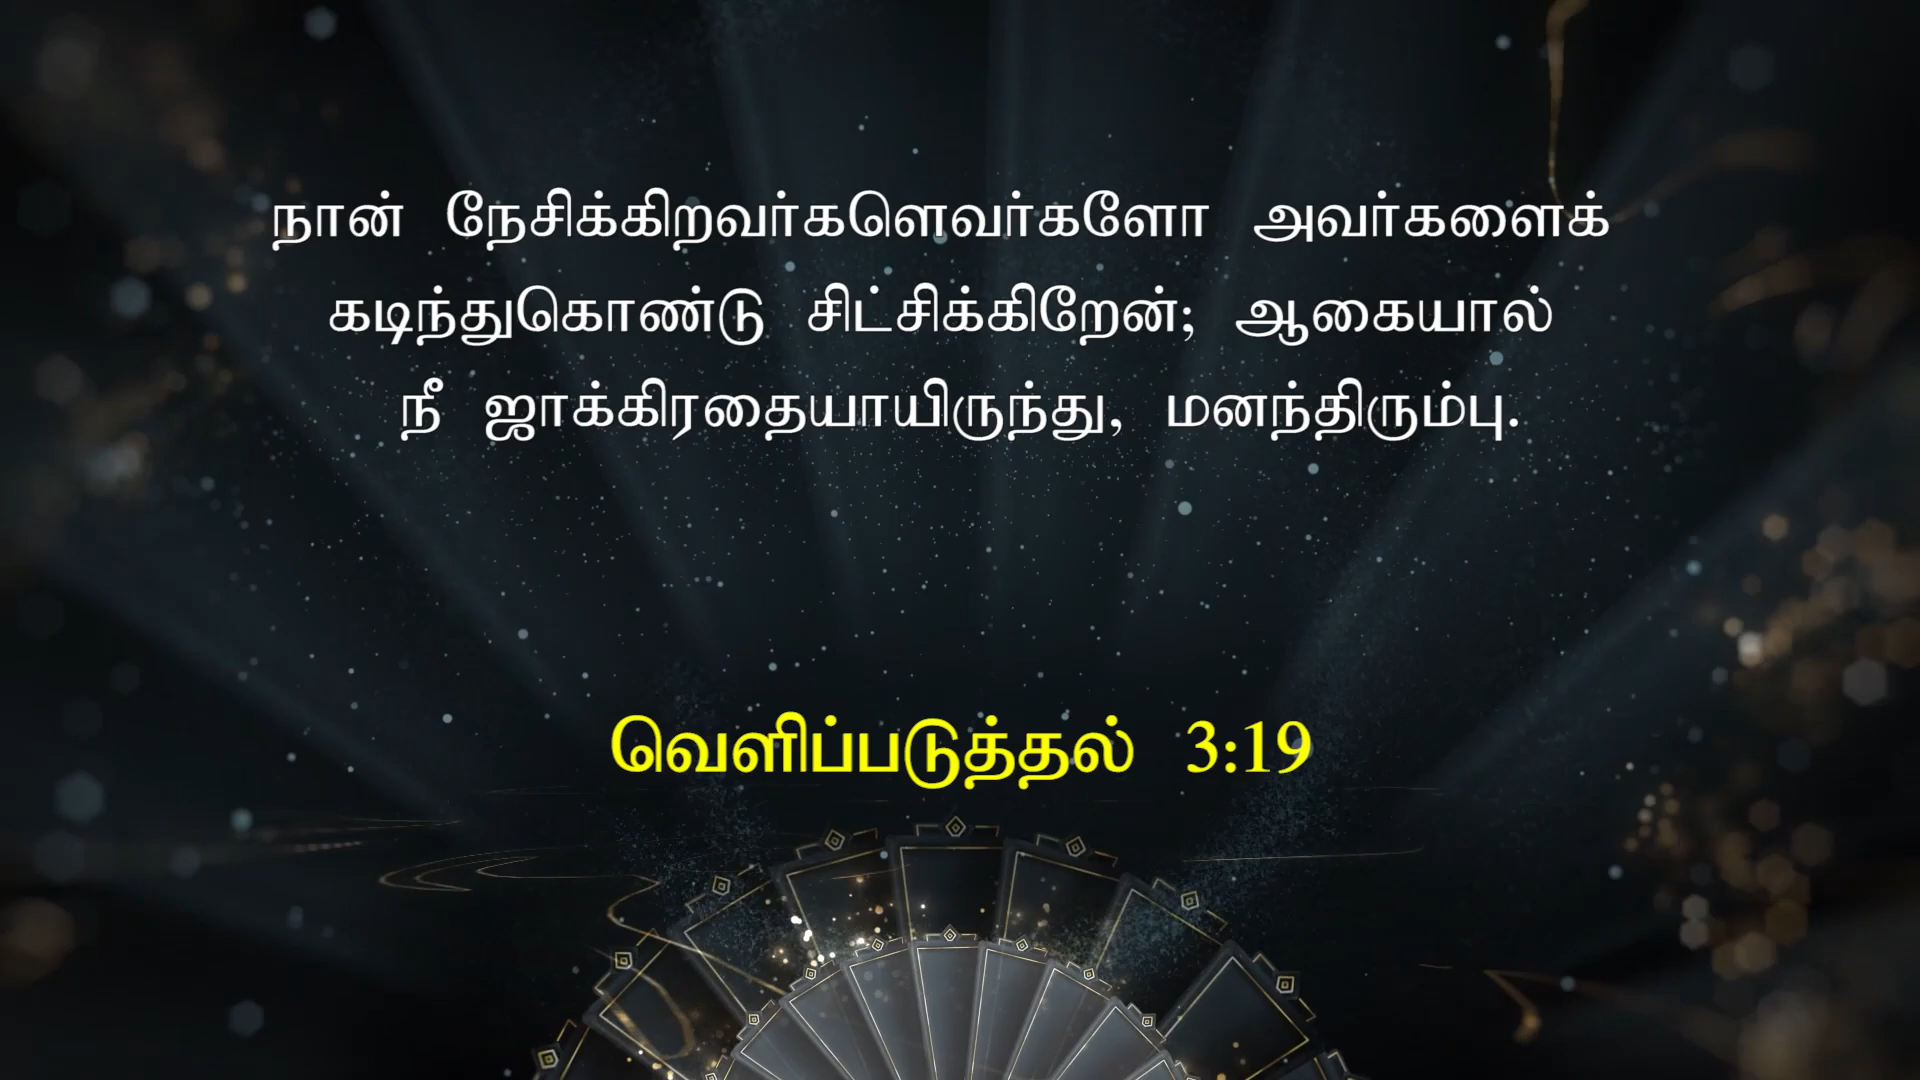 நான் நேசிக்கிறவர்களெவர்களோ அவர்களைக்
கடிந்துகொண்டு சிட்சிக்கிறேன்; ஆகையால்
நீ ஜாக்கிரதையாயிருந்து, மனந்திரும்பு.
வெளிப்படுத்தல் 3:19